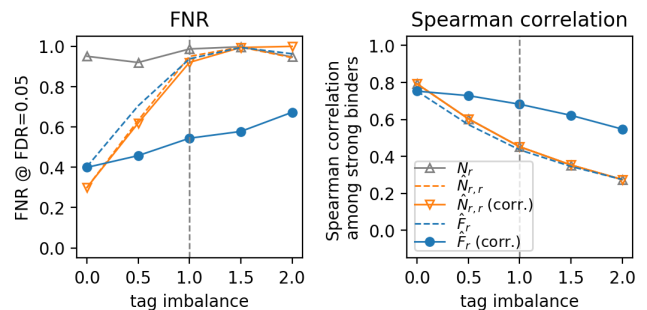 FNR
FNR @ FDR=0.05
1.0
0.8
0.6
0.4
0.2
0.0
0.0 0.5 1.0 1.5 2.0
tag imbalance
Spearman correlation
Spearman correlation
among strong binders
1.0
0.8
0.6
0.4
0.2
0.0
N_r
N̂_{r,r}
N̂_{r,r} (corr.)
F̂_r
F̂_r (corr.)
0.0 0.5 1.0 1.5 2.0
tag imbalance